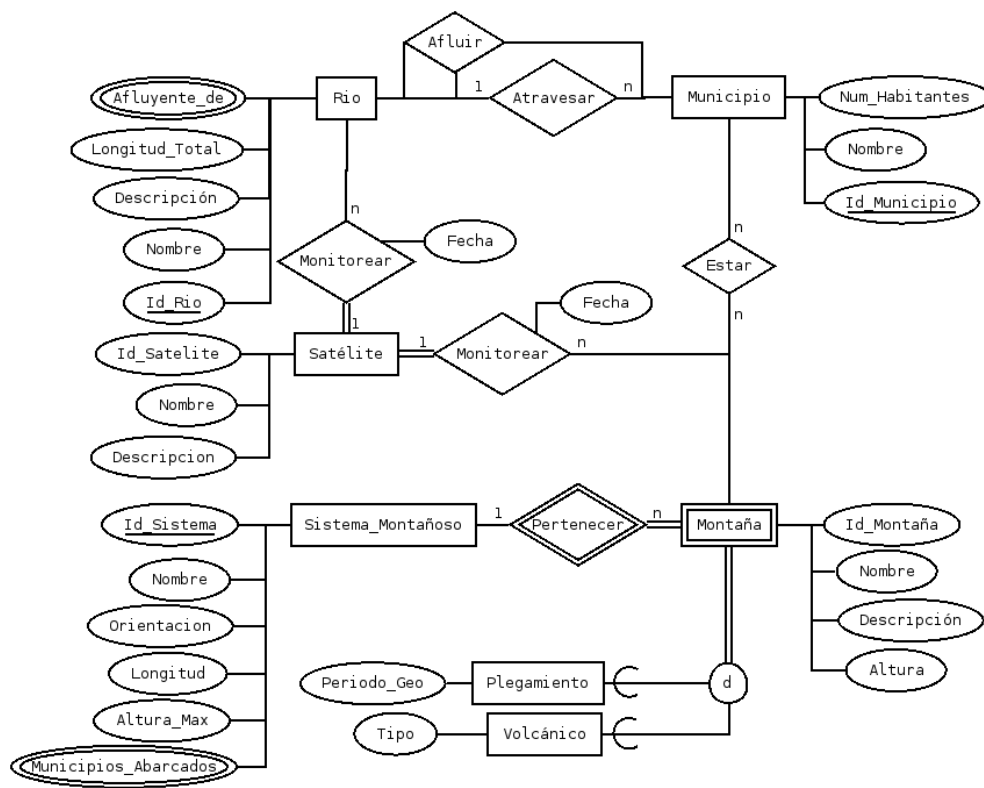 Afluir
Afluyente_de
Rio
1
Atravesar
n
Municipio
Num_Habitantes
Longitud_Total
Nombre
Descripción
Id_Municipio
n
n
Nombre
Monitorear
Fecha
Estar
Id_Rio
1
Fecha
n
Id_Satelite
Satélite
1
Monitorear
n
Nombre
Descripcion
Id_Sistema
Sistema_Montañoso
1
Pertenecer
n
Montaña
Id_Montaña
Nombre
Nombre
Orientacion
Descripción
Longitud
Altura
Periodo_Geo
Plegamiento
d
Altura_Max
Tipo
Volcánico
Municipios_Abarcados